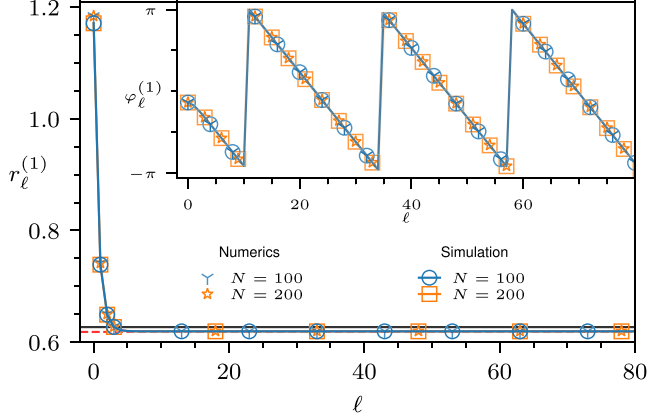 1.2
1.0
0.8
0.6
r_ℓ^(1)
π
φ_ℓ^(1)
−π
0 20 40 60
ℓ
Numerics Simulation
N = 100 N = 100
N = 200 N = 200
0 20 40 60 80
ℓ